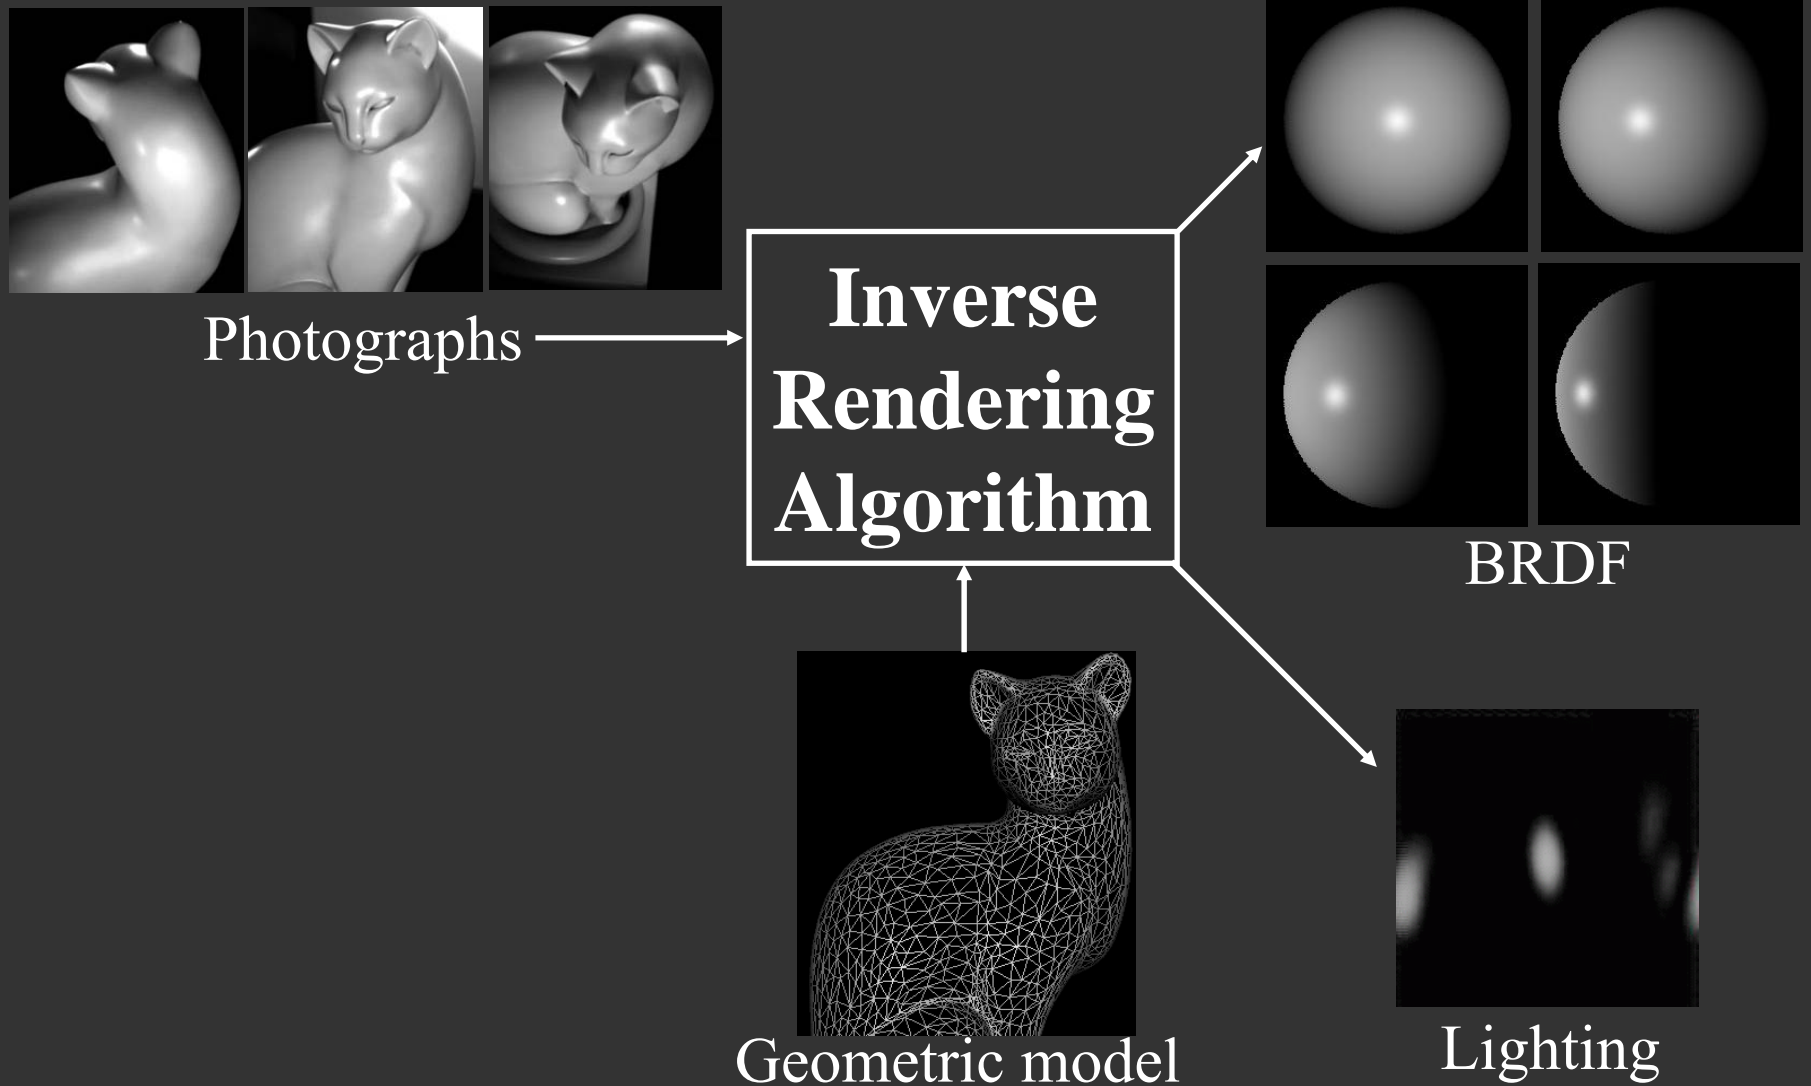 Photographs
Inverse
Rendering
Algorithm
BRDF
Geometric model
Lighting